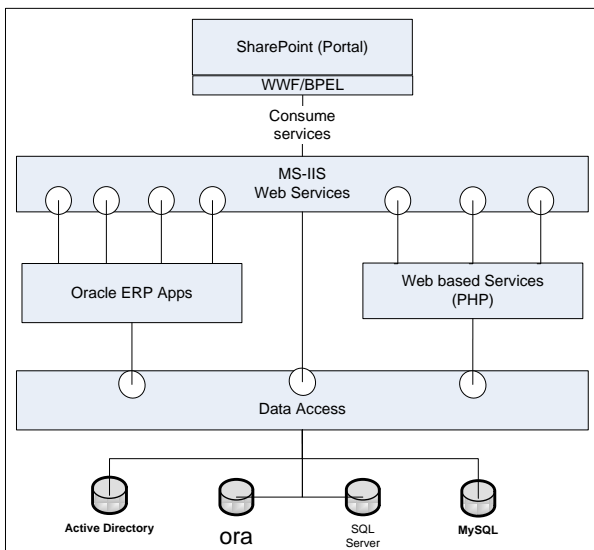 SharePoint (Portal)
WWF/BPEL
Consume
services
MS-IIS
Web Services
Oracle ERP Apps
Web based Services
(PHP)
Data Access
Active Directory
ora
SQL
Server
MySQL